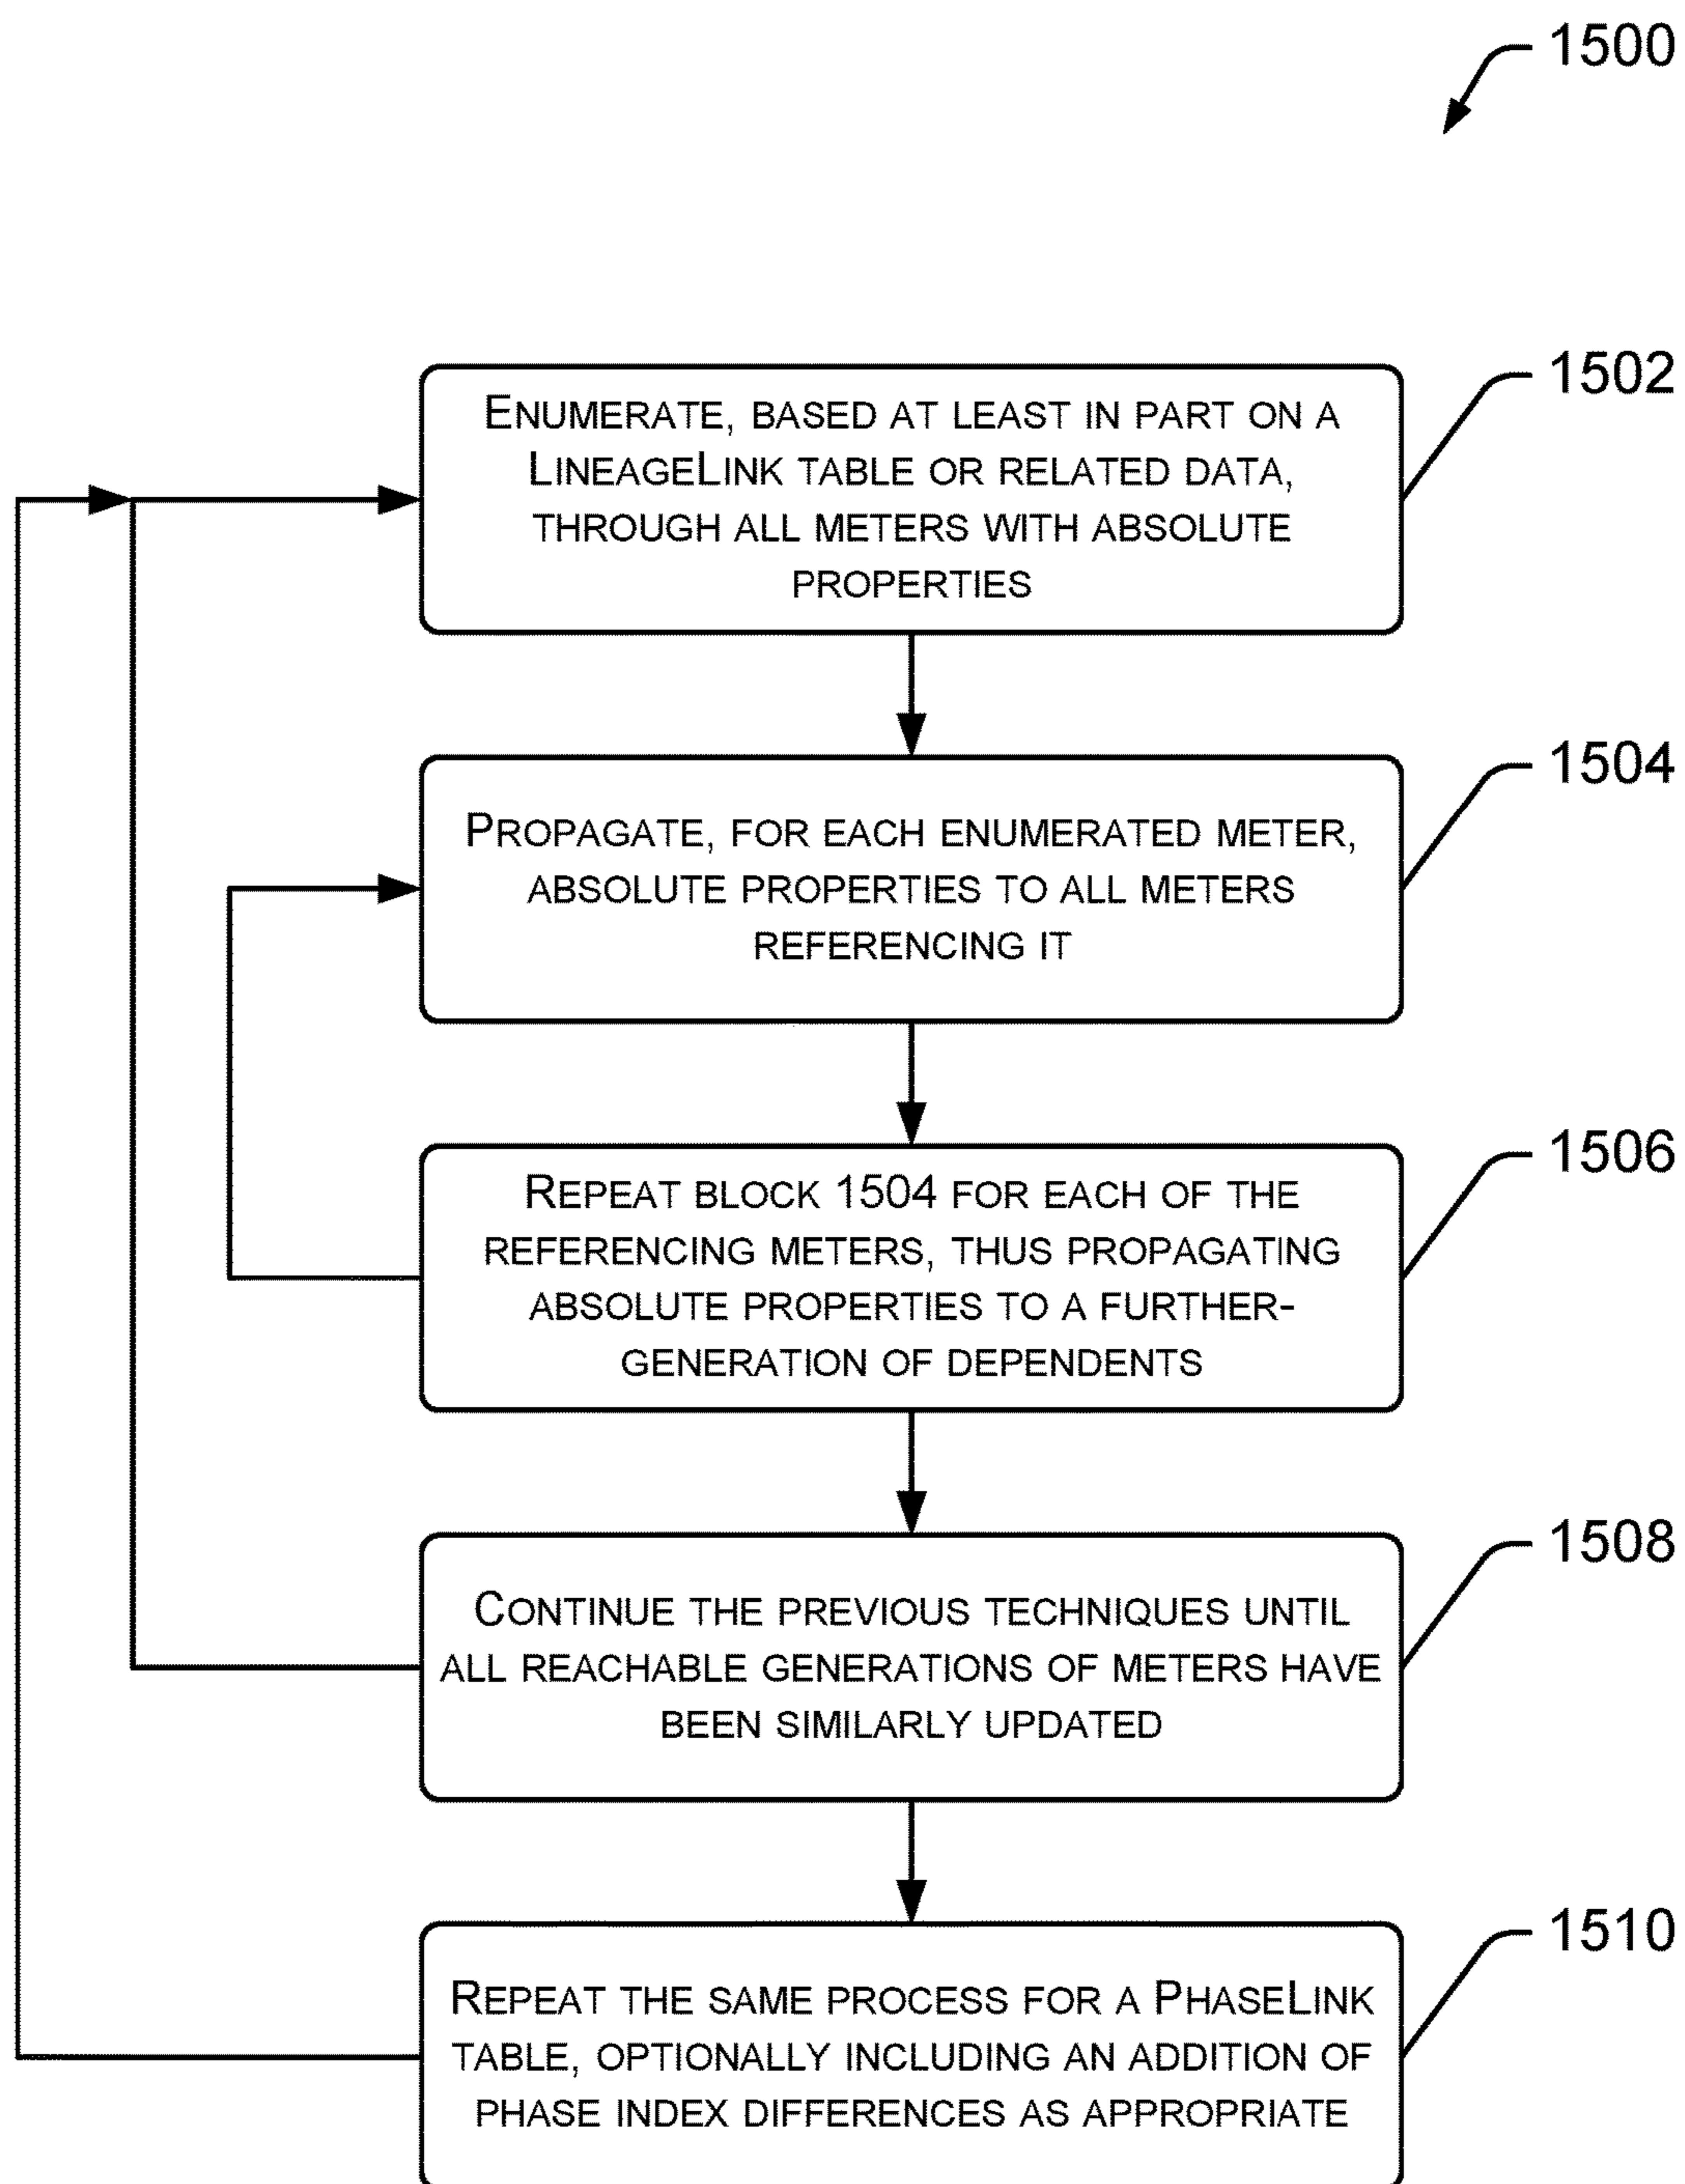 1500
1502
ENUMERATE, BASED AT LEAST IN PART ON A
LINEAGELINK TABLE OR RELATED DATA,
THROUGH ALL METERS WITH ABSOLUTE
PROPERTIES
1504
PROPAGATE, FOR EACH ENUMERATED METER,
ABSOLUTE PROPERTIES TO ALL METERS
REFERENCING IT
1506
REPEAT BLOCK 1504 FOR EACH OF THE
REFERENCING METERS, THUS PROPAGATING
ABSOLUTE PROPERTIES TO A FURTHER-
GENERATION OF DEPENDENTS
1508
CONTINUE THE PREVIOUS TECHNIQUES UNTIL
ALL REACHABLE GENERATIONS OF METERS HAVE
BEEN SIMILARLY UPDATED
1510
REPEAT THE SAME PROCESS FOR A PHASELINK
TABLE, OPTIONALLY INCLUDING AN ADDITION OF
PHASE INDEX DIFFERENCES AS APPROPRIATE